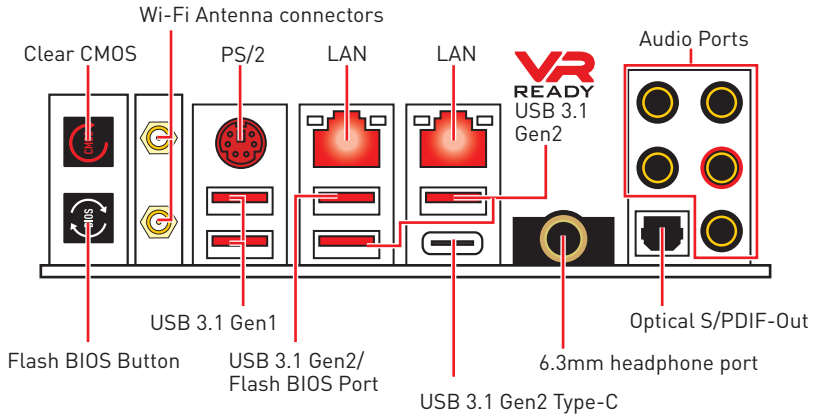 Wi-Fi Antenna connectors
Clear CMOS
PS/2
LAN
LAN
VR
READY
USB 3.1
Gen2
Audio Ports
CMOS
BIOS
USB 3.1 Gen1
Optical S/PDIF-Out
Flash BIOS Button
USB 3.1 Gen2/
Flash BIOS Port
6.3mm headphone port
USB 3.1 Gen2 Type-C